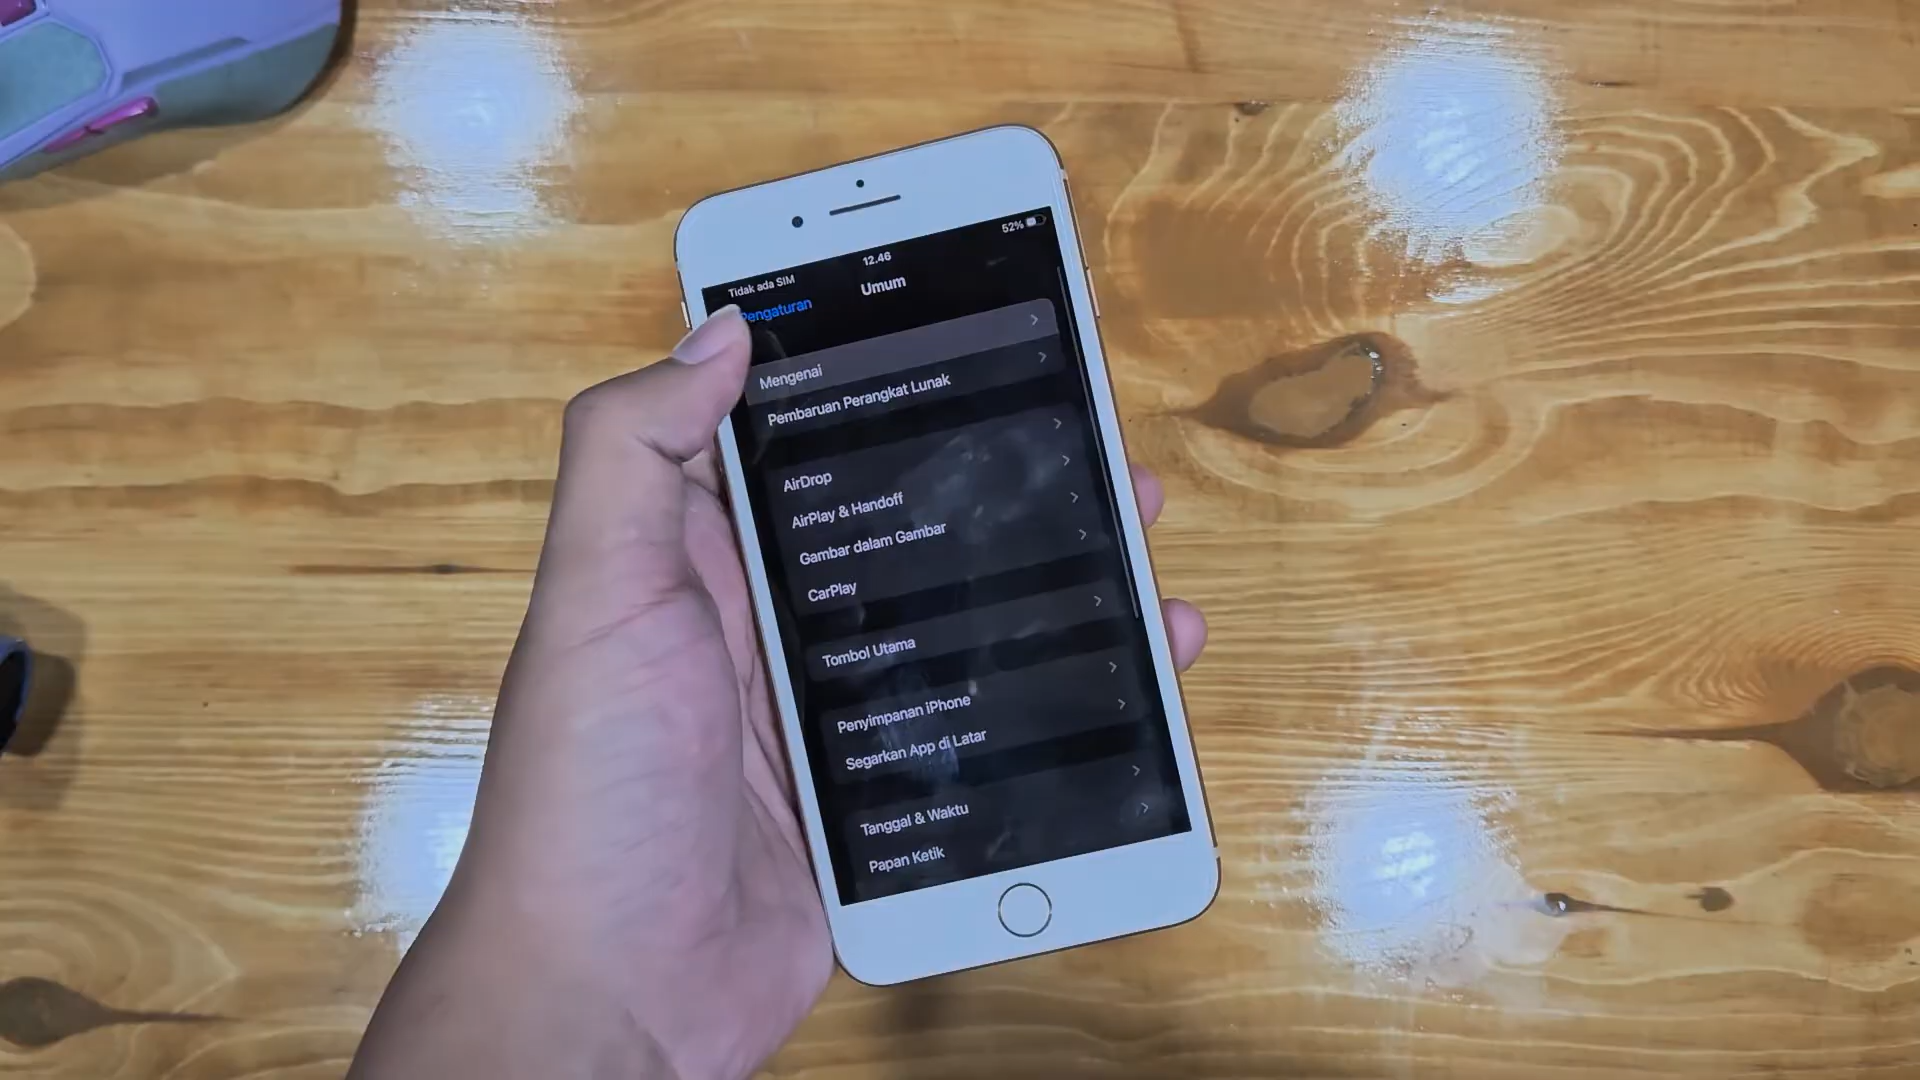 52%
12.46
Tidak ada SIM
Pengaturan
Umum
Mengenai
Pembaruan Perangkat Lunak
AirDrop
AirPlay & Handoff
Gambar dalam Gambar
CarPlay
Tombol Utama
Penyimpanan iPhone
Segarkan App di Latar
Tanggal & Waktu
Papan Ketik